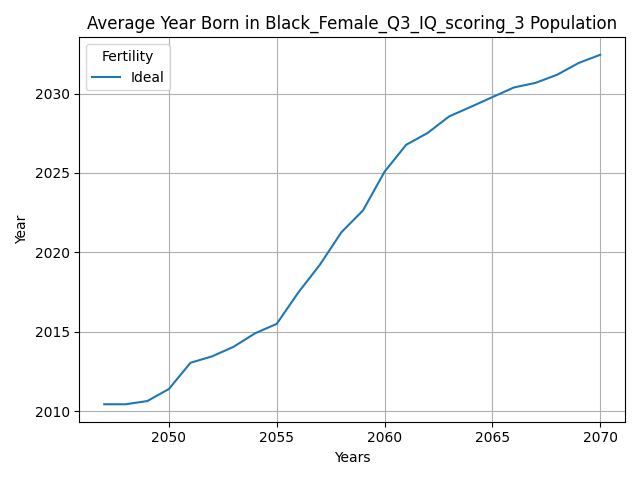 Average Year Born in Black_Female_Q3_IQ_scoring_3 Population
Fertility
Ideal
2030
2025
2020
2015
2010
Year
2050 2055 2060 2065 2070
Years